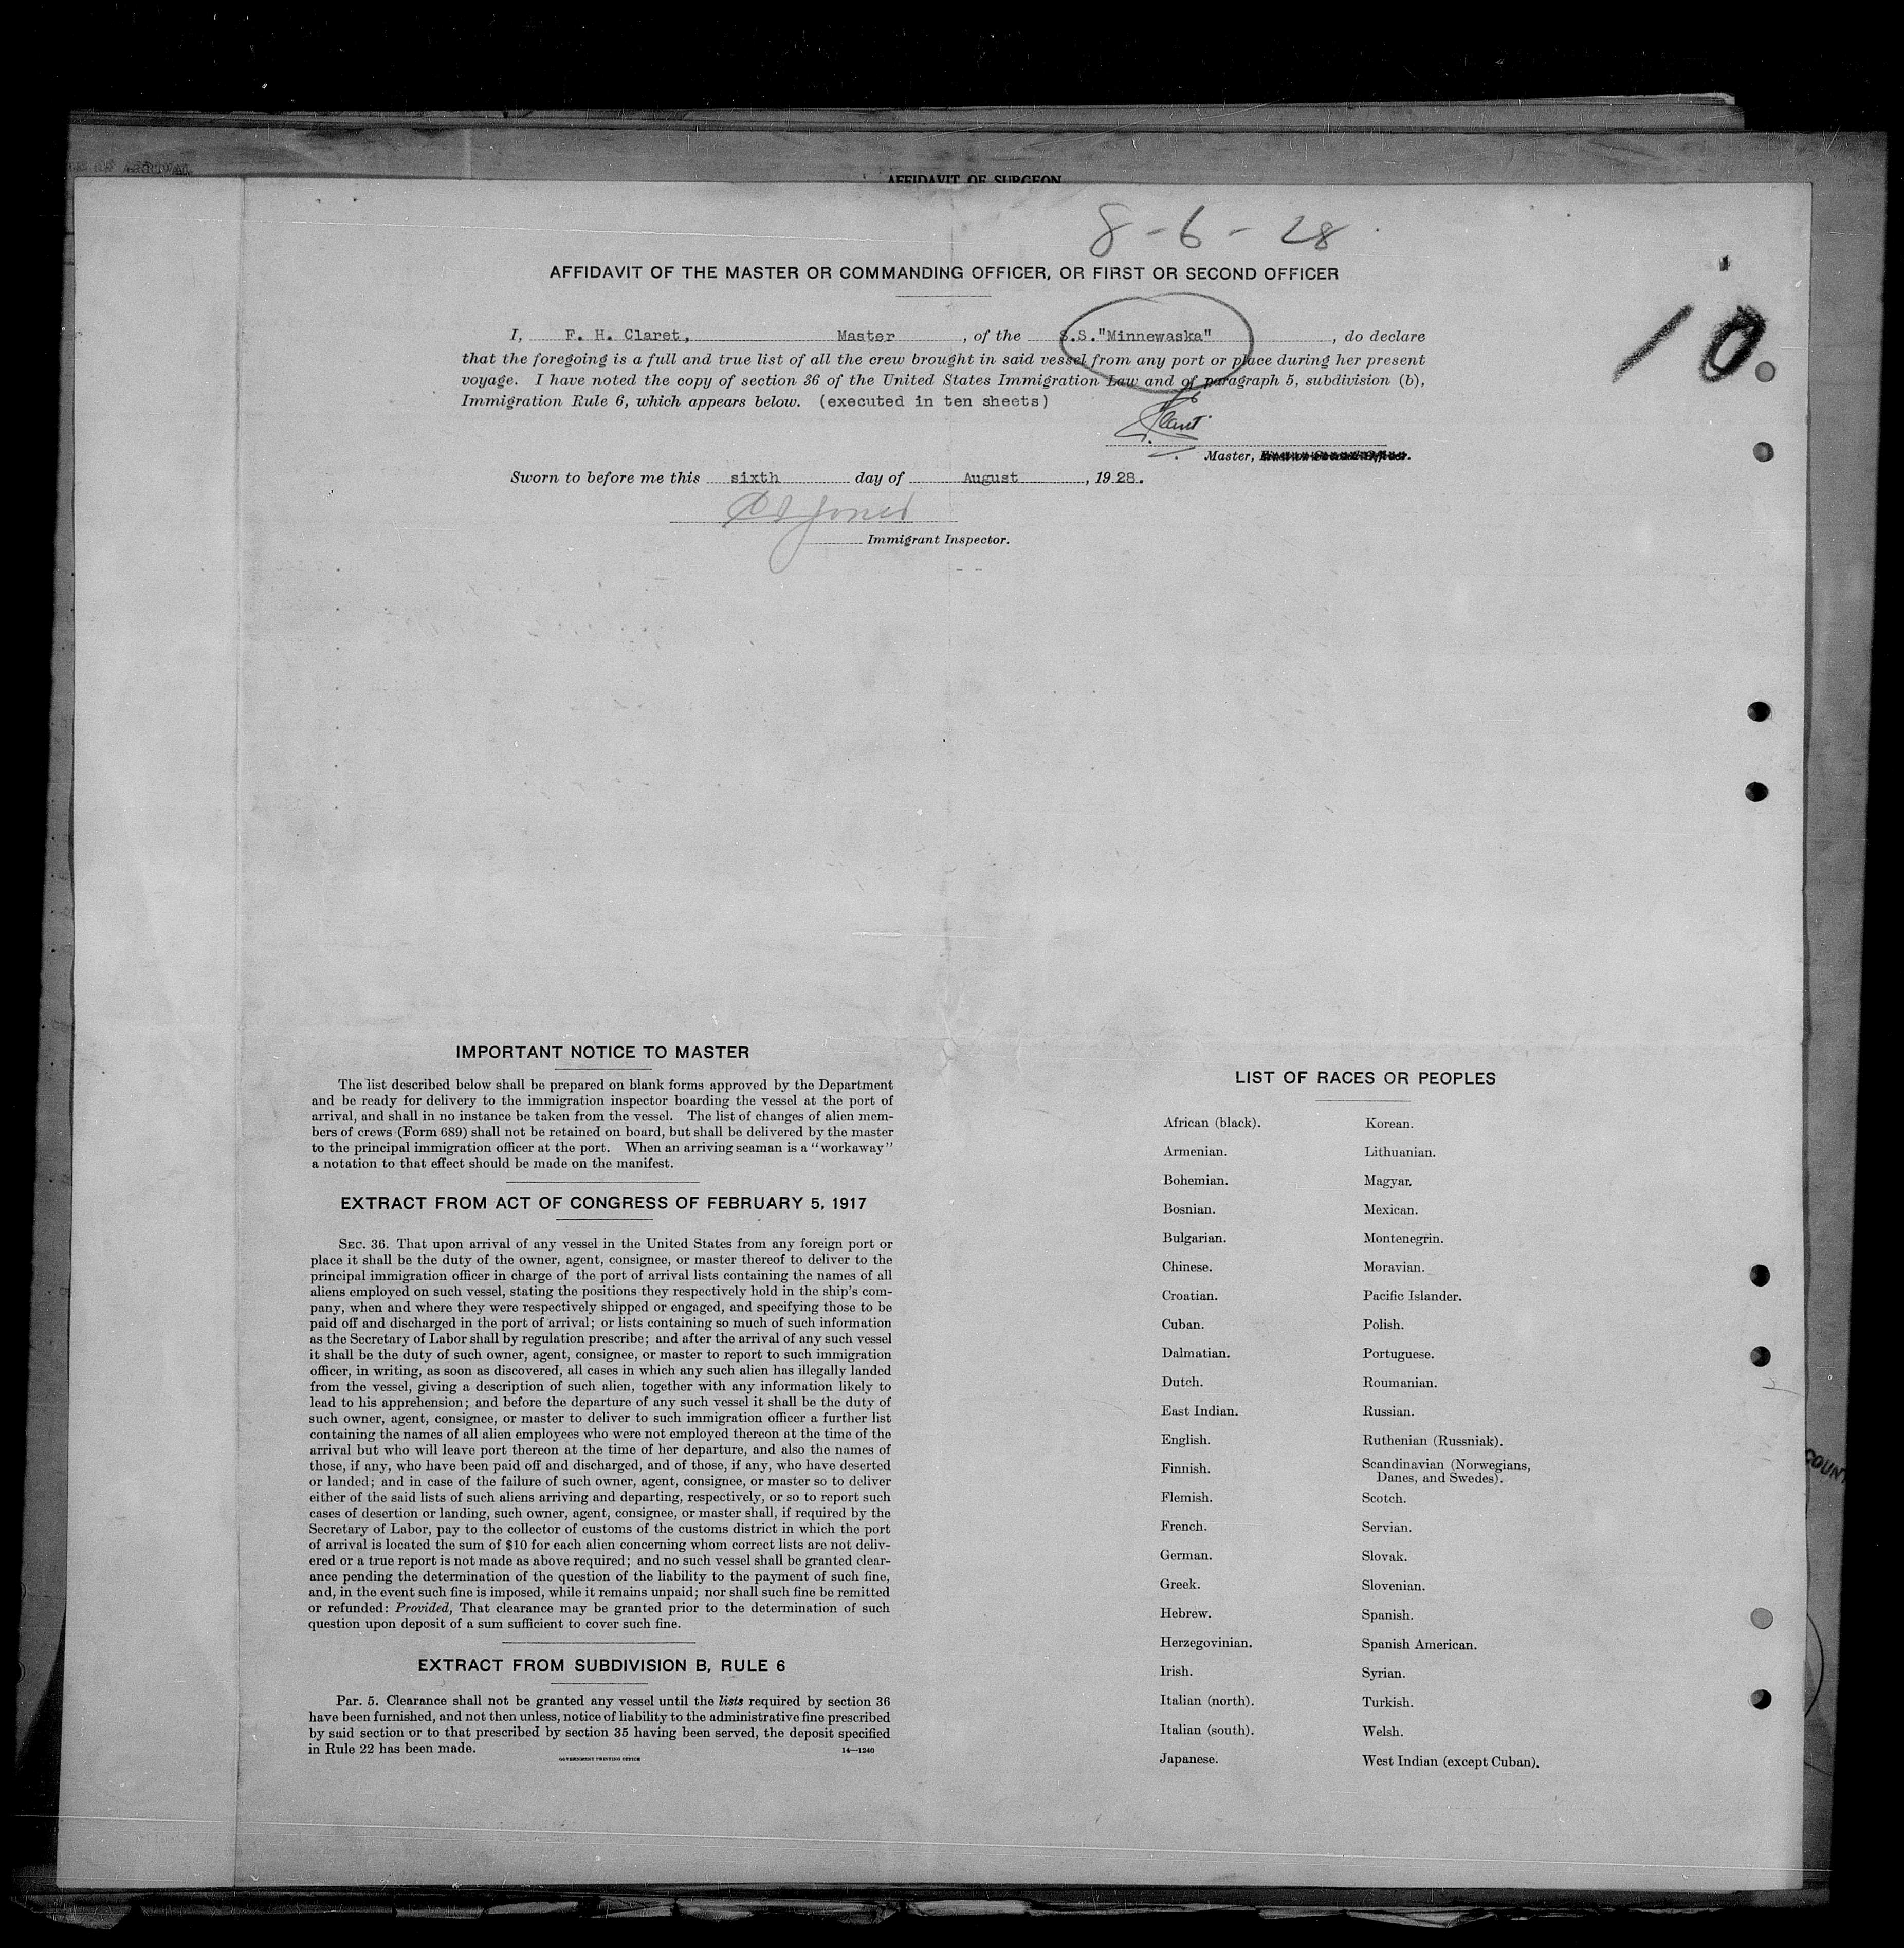 AFFIDAVIT OF SURGEON
8-6-28
AFFIDAVIT OF THE MASTER OR COMMANDING OFFICER, OR FIRST OR SECOND OFFICER
10
I, F. H. Claret, Master, of the S.S."Minnewaska", do declare
that the foregoing is a full and true list of all the crew brought in said vessel from any port or place during her present
voyage. I have noted the copy of section 36 of the United States Immigration Law and of paragraph 5, subdivision (b),
Immigration Rule 6, which appears below. (executed in ten sheets)
Master,
Sworn to before me this sixth day of August, 1928.
Jones
Immigrant Inspector.
IMPORTANT NOTICE TO MASTER
The list described below shall be prepared on blank forms approved by the Department
and be ready for delivery to the immigration inspector boarding the vessel at the port of
arrival, and shall in no instance be taken from the vessel. The list of changes of alien mem-
bers of crews (Form 689) shall not be retained on board, but shall be delivered by the master
to the principal immigration officer at the port. When an arriving seaman is a "workaway"
a notation to that effect should be made on the manifest.
EXTRACT FROM ACT OF CONGRESS OF FEBRUARY 5, 1917
SEC. 36. That upon arrival of any vessel in the United States from any foreign port or
place it shall be the duty of the owner, agent, consignee, or master thereof to deliver to the
principal immigration officer in charge of the port of arrival lists containing the names of all
aliens employed on such vessel, stating the positions they respectively hold in the ship's com-
pany, when and where they were respectively shipped or engaged, and specifying those to be
paid off and discharged in the port of arrival; or lists containing so much of such information
as the Secretary of Labor shall by regulation prescribe; and after the arrival of any such vessel
it shall be the duty of such owner, agent, consignee, or master to report to such immigration
officer, in writing, as soon as discovered, all cases in which any such alien has illegally landed
from the vessel, giving a description of such alien, together with any information likely to
lead to his apprehension; and before the departure of any such vessel it shall be the duty of
such owner, agent, consignee, or master to deliver to such immigration officer a further list
containing the names of all alien employees who were not employed thereon at the time of the
arrival but who will leave port thereon at the time of her departure, and also the names of
those, if any, who have been paid off and discharged, and of those, if any, who have deserted
or landed; and in case of the failure of such owner, agent, consignee, or master so to deliver
either of the said lists of such aliens arriving and departing, respectively, or so to report such
cases of desertion or landing, such owner, agent, consignee, or master shall, if required by the
Secretary of Labor, pay to the collector of customs of the customs district in which the port
of arrival is located the sum of $10 for each alien concerning whom correct lists are not deliv-
ered or a true report is not made as above required; and no such vessel shall be granted clear-
ance pending the determination of the question of the liability to the payment of such fine,
and, in the event such fine is imposed, while it remains unpaid; nor shall such fine be remitted
or refunded: Provided, That clearance may be granted prior to the determination of such
question upon deposit of a sum sufficient to cover such fine.
EXTRACT FROM SUBDIVISION B, RULE 6
Par. 5. Clearance shall not be granted any vessel until the lists required by section 36
have been furnished, and not then unless, notice of liability to the administrative fine prescribed
by said section or to that prescribed by section 35 having been served, the deposit specified
in Rule 22 has been made.
14—1240
GOVERNMENT PRINTING OFFICE
LIST OF RACES OR PEOPLES
African (black).
Armenian.
Bohemian.
Bosnian.
Bulgarian.
Chinese.
Croatian.
Cuban.
Dalmatian.
Dutch.
East Indian.
English.
Finnish.
Flemish.
French.
German.
Greek.
Hebrew.
Herzegovinian.
Irish.
Italian (north).
Italian (south).
Japanese.
Korean.
Lithuanian.
Magyar.
Mexican.
Montenegrin.
Moravian.
Pacific Islander.
Polish.
Portuguese.
Roumanian.
Russian.
Ruthenian (Russniak).
Scandinavian (Norwegians,
Danes, and Swedes).
Scotch.
Servian.
Slovak.
Slovenian.
Spanish.
Spanish American.
Syrian.
Turkish.
Welsh.
West Indian (except Cuban).